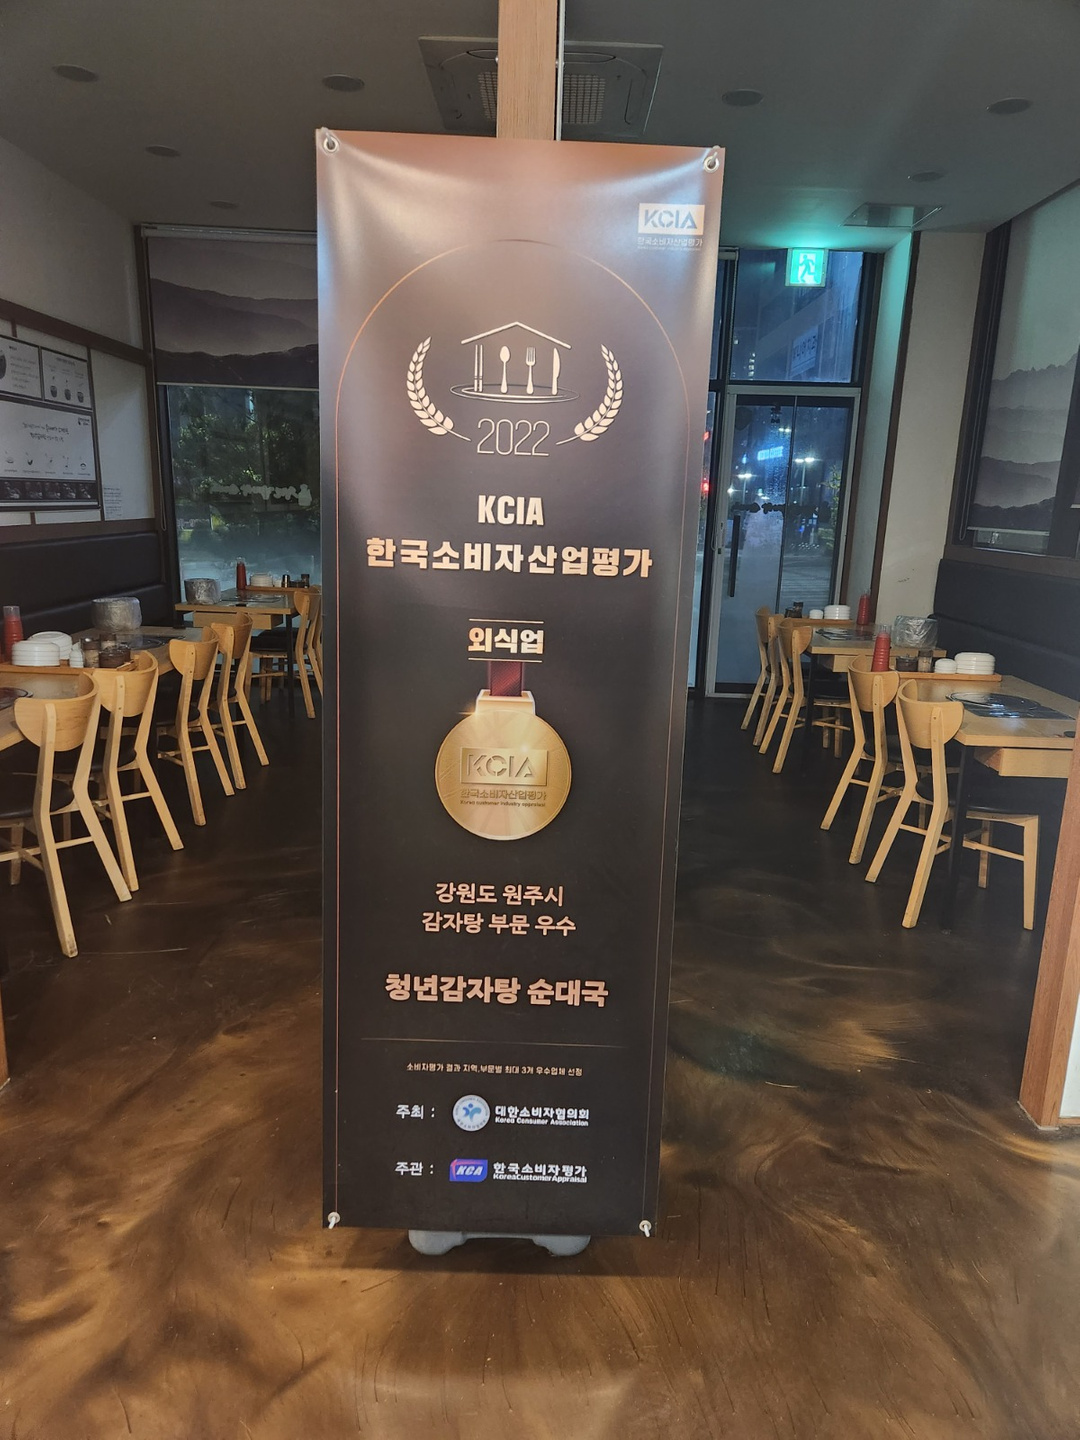 KCIA
한국소비자산업평가
2022
KCIA
한국소비자산업평가
외식업
KCIA
한국소비자산업평가
Korea customer industry appraisal
강원도 원주시
감자탕 부문 우수
청년감자탕 순대국
소비자평가 결과 지역,부문별 최대 3개 우수업체 선정
주최 : 대한소비자협의회
Korea Consumer Association
주관 : KCA 한국소비자평가
KoreaCustomerAppraisal